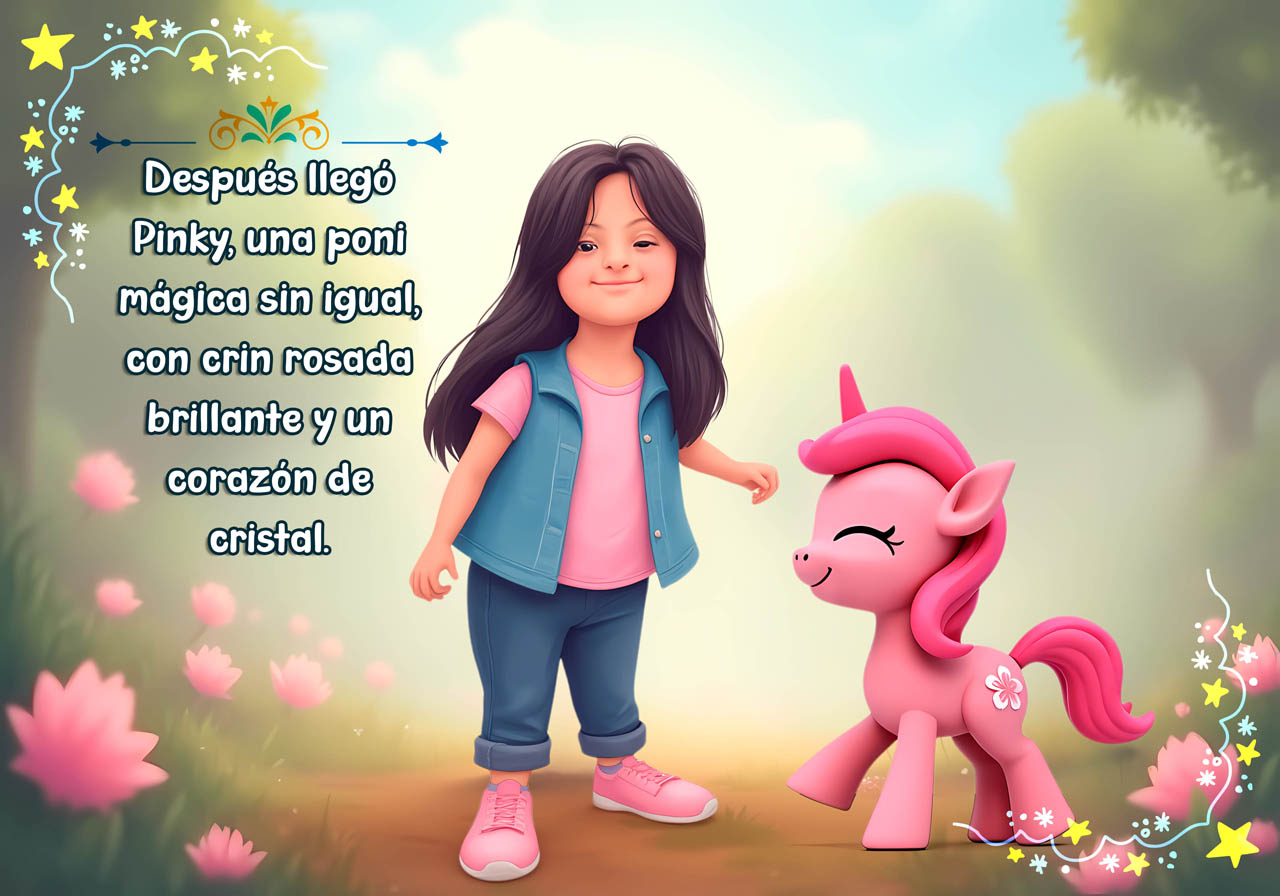 Después llegó
Pinky, una poni
mágica sin igual,
con crin rosada
brillante y un
corazón de
cristal.